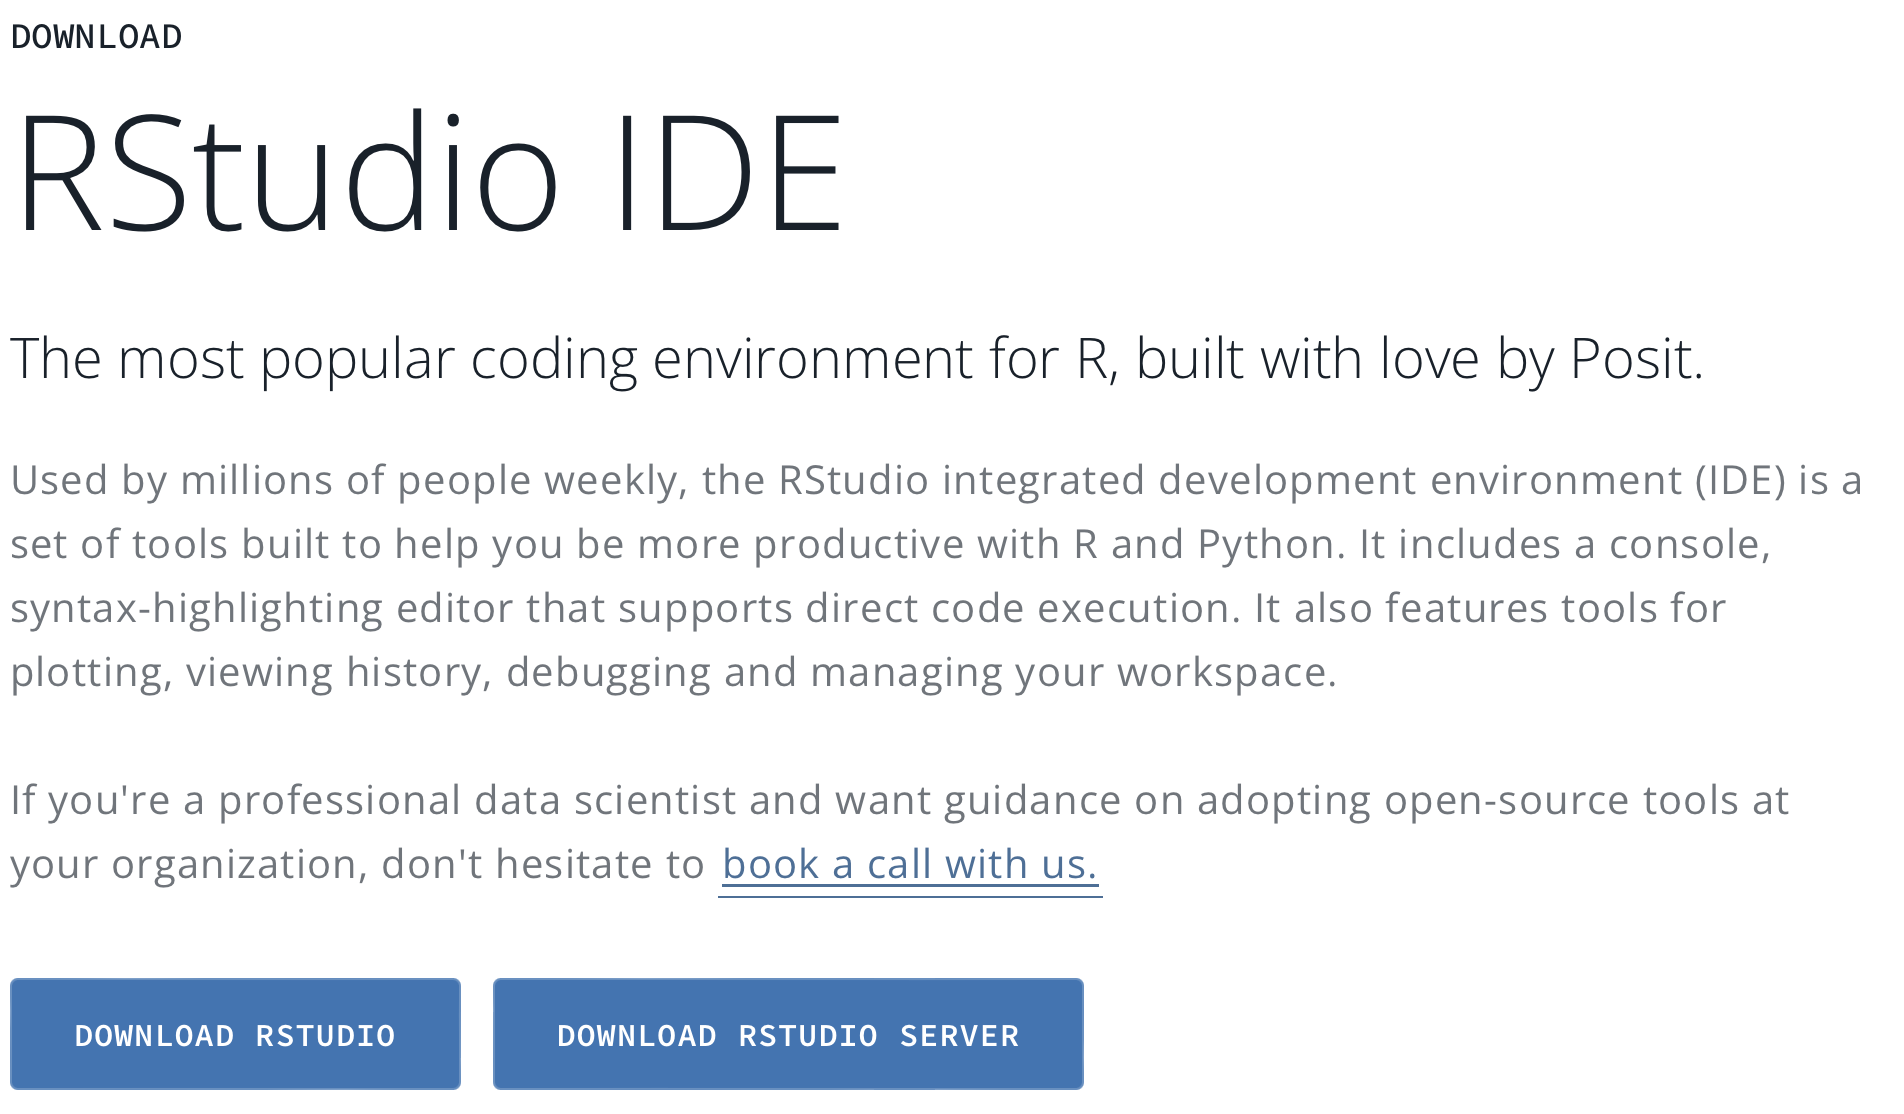 DOWNLOAD
RStudio IDE
The most popular coding environment for R, built with love by Posit.
Used by millions of people weekly, the RStudio integrated development environment (IDE) is a
set of tools built to help you be more productive with R and Python. It includes a console,
syntax-highlighting editor that supports direct code execution. It also features tools for
plotting, viewing history, debugging and managing your workspace.
If you're a professional data scientist and want guidance on adopting open-source tools at
your organization, don't hesitate to book a call with us.
DOWNLOAD RSTUDIO
DOWNLOAD RSTUDIO SERVER